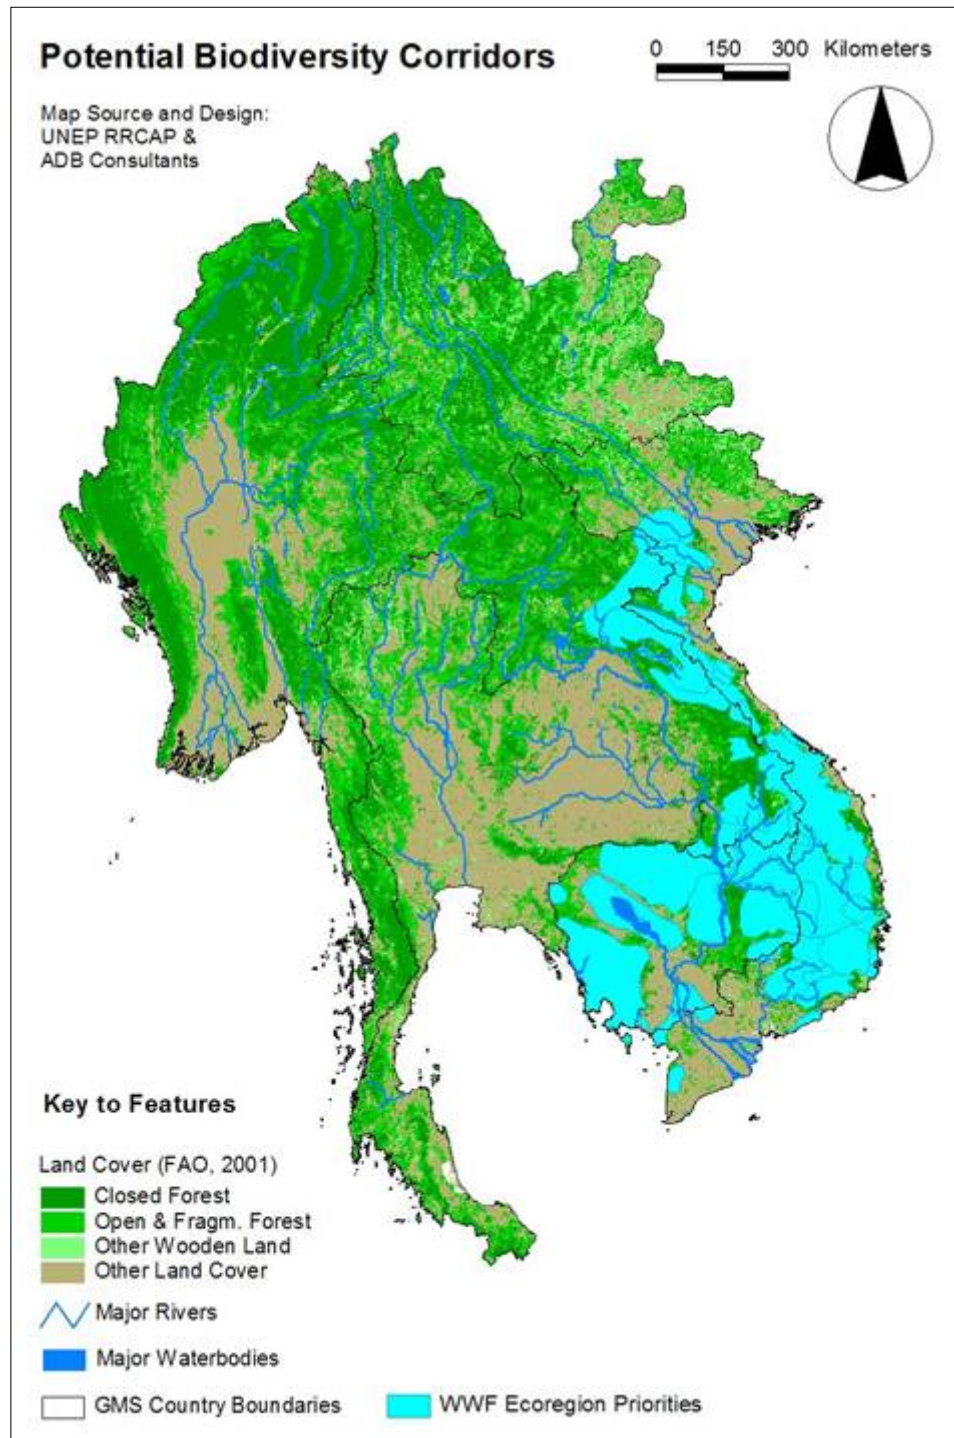 Potential Biodiversity Corridors
0 150 300 Kilometers
Map Source and Design:
UNEP RRCAP &
ADB Consultants
Key to Features
Land Cover (FAO, 2001)
Closed Forest
Open & Fragm. Forest
Other Wooden Land
Other Land Cover
Major Rivers
Major Waterbodies
GMS Country Boundaries
WWF Ecoregion Priorities